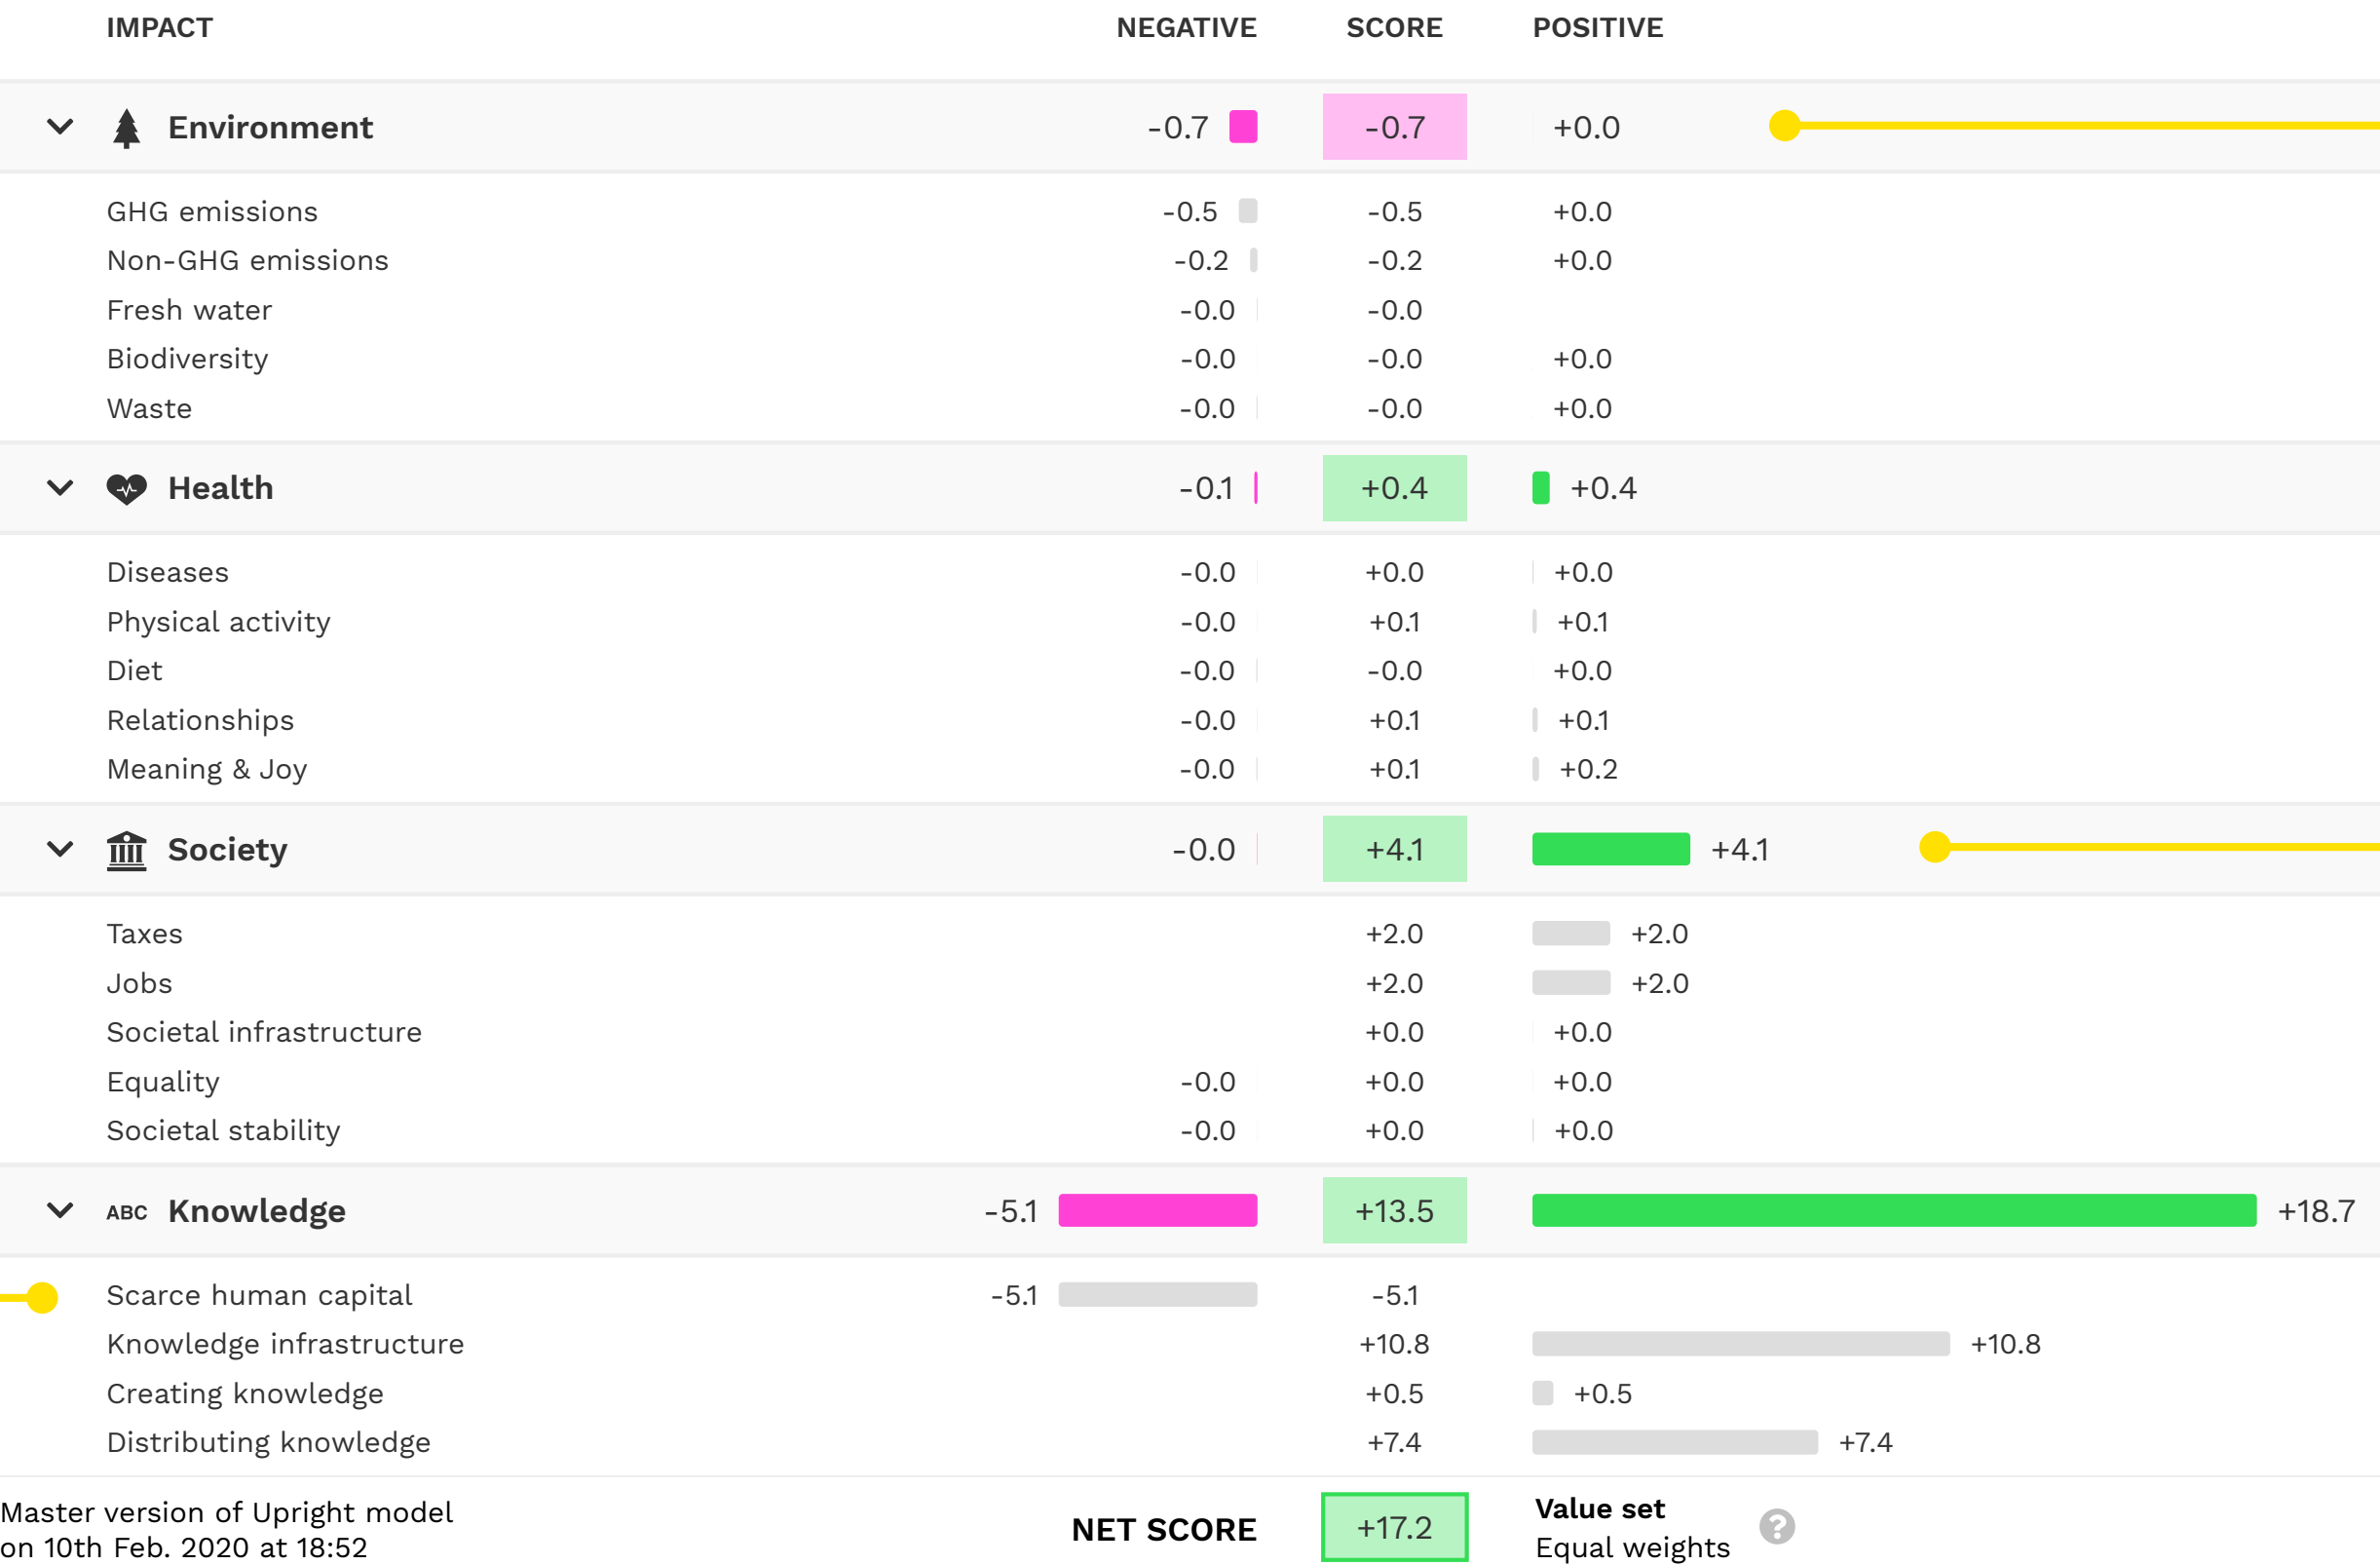 IMPACT NEGATIVE SCORE POSITIVE
Environment -0.7 -0.7 +0.0
GHG emissions -0.5 -0.5 +0.0
Non-GHG emissions -0.2 -0.2 +0.0
Fresh water -0.0 -0.0
Biodiversity -0.0 -0.0 +0.0
Waste -0.0 -0.0 +0.0
Health -0.1 +0.4 +0.4
Diseases -0.0 +0.0 +0.0
Physical activity -0.0 +0.1 +0.1
Diet -0.0 -0.0 +0.0
Relationships -0.0 +0.1 +0.1
Meaning & Joy -0.0 +0.1 +0.2
Society -0.0 +4.1 +4.1
Taxes +2.0 +2.0
Jobs +2.0 +2.0
Societal infrastructure +0.0 +0.0
Equality -0.0 +0.0 +0.0
Societal stability -0.0 +0.0 +0.0
ABC Knowledge -5.1 +13.5 +18.7
Scarce human capital -5.1 -5.1
Knowledge infrastructure +10.8 +10.8
Creating knowledge +0.5 +0.5
Distributing knowledge +7.4 +7.4
Master version of Upright model
on 10th Feb. 2020 at 18:52
NET SCORE +17.2
Value set
Equal weights
?